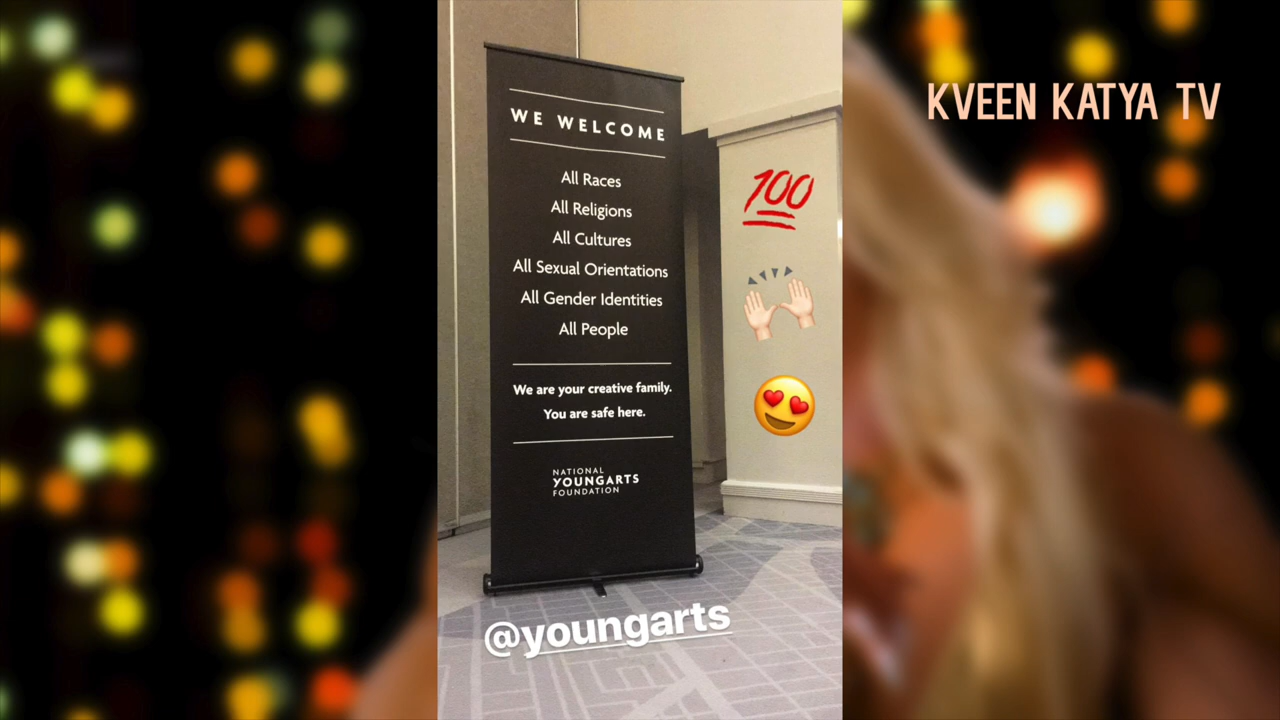 KVEEN KATYA TV
WE WELCOME
All Races
All Religions
All Cultures
All Sexual Orientations
All Gender Identities
All People
We are your creative family.
You are safe here.
NATIONAL
YOUNGARTS
FOUNDATION
100
@youngarts